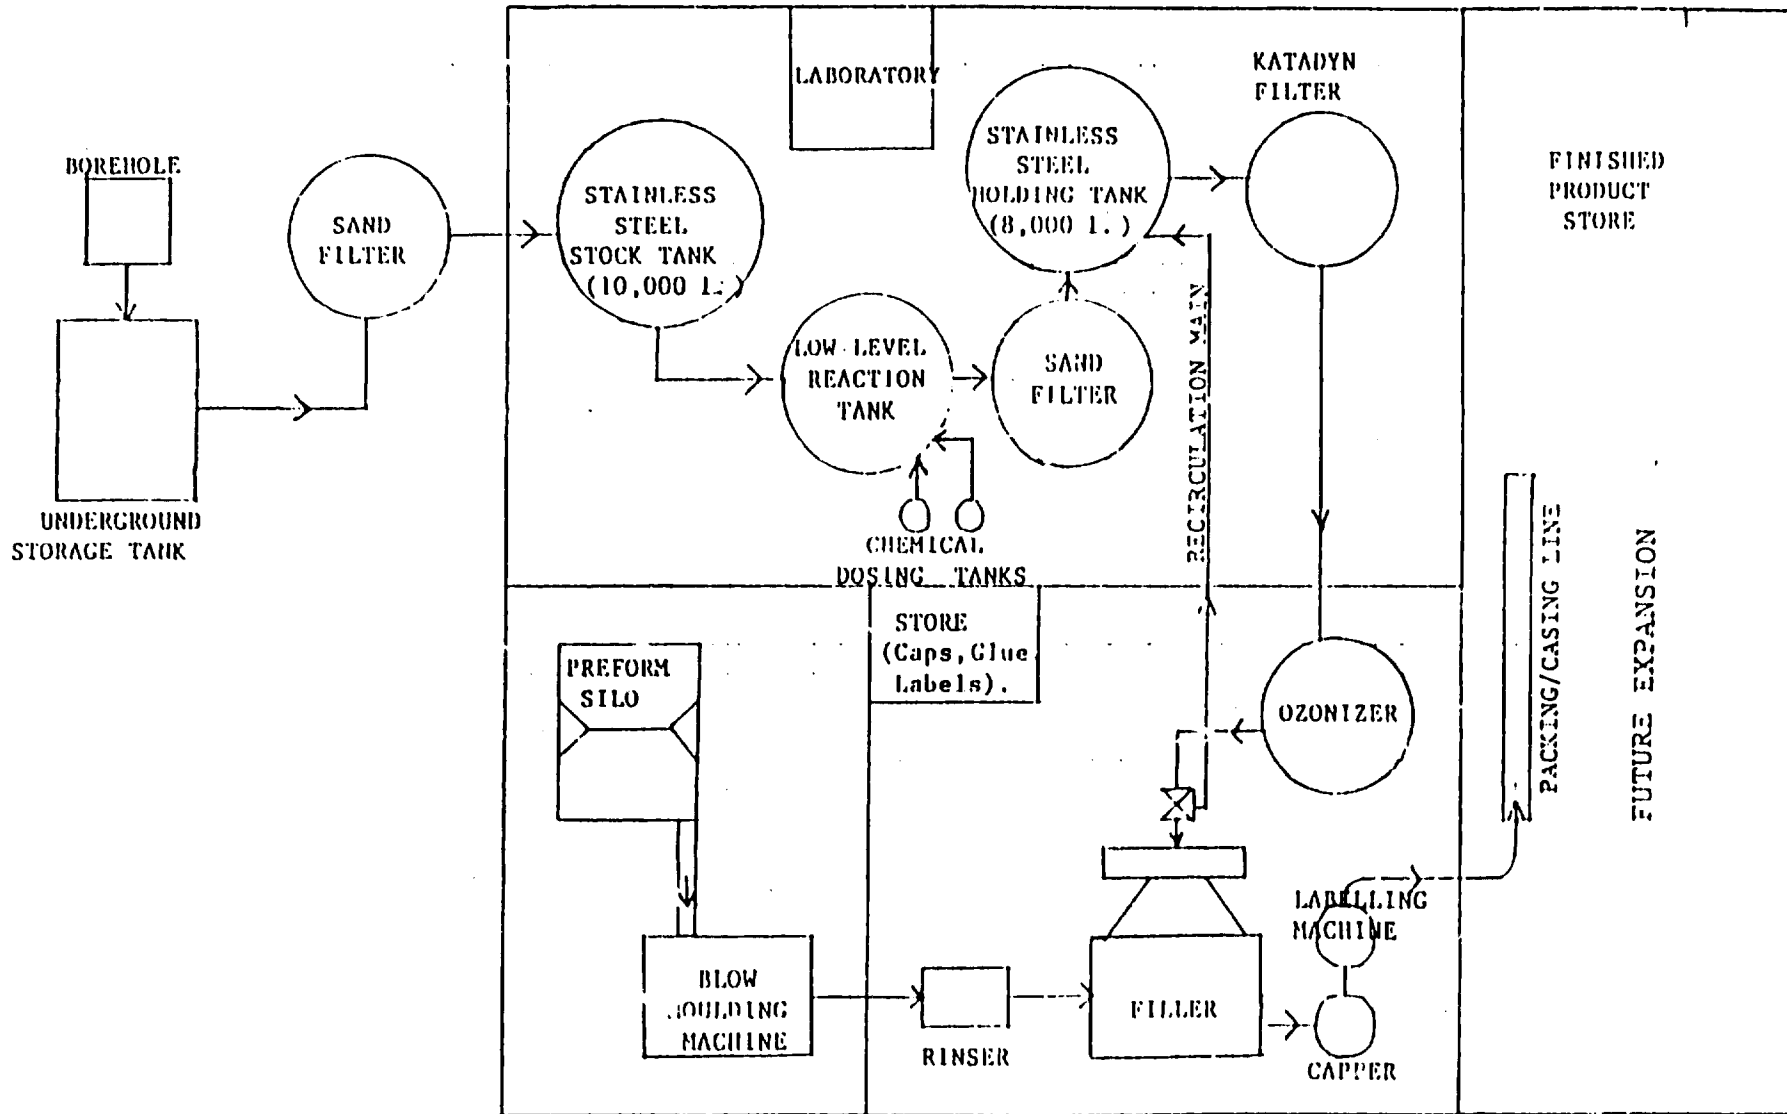 LABORATORY
KATADYN
FILTER
BOREHOLE
SAND
FILTER
STAINLESS
STEEL
STOCK TANK
(10,000 L.)
STAINLESS
STEEL
HOLDING TANK
(8,000 l.)
FINISHED
PRODUCT
STORE
LOW LEVEL
REACTION
TANK
SAND
FILTER
RECIRCULATION MAIN
UNDERGROUND
STORAGE TANK
CHEMICAL
DOSING TANKS
PREFORM
SILO
STORE
(Caps, Glue
Labels).
OZONIZER
PACKING/CASING LINE
FUTURE EXPANSION
LABELLING
MACHINE
BLOW
MOULDING
MACHINE
RINSER
FILLER
CAPPER